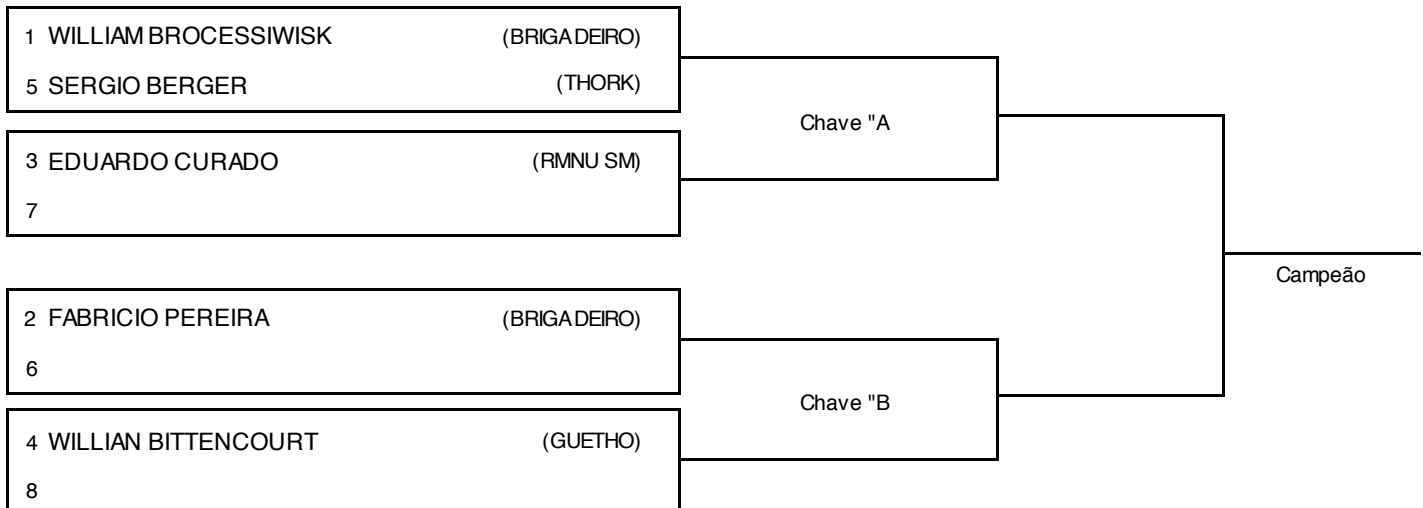 1 WILLIAM BROCESSIWISK (BRIGADEIRO)
5 SERGIO BERGER (THORK)
Chave "A
3 EDUARDO CURADO (RMNU SM)
7
Campeão
2 FABRICIO PEREIRA (BRIGADEIRO)
6
Chave "B
4 WILLIAN BITTENCOURT (GUETHO)
8